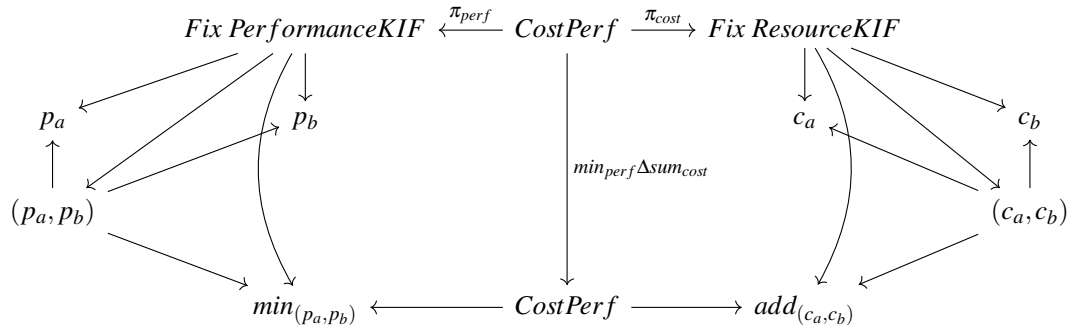 Fix PerformanceKIF π_perf CostPerf π_cost Fix ResourceKIF
p_a p_b c_a c_b
min_perf Δsum_cost
(p_a, p_b) (c_a, c_b)
min_(p_a,p_b) CostPerf add_(c_a,c_b)